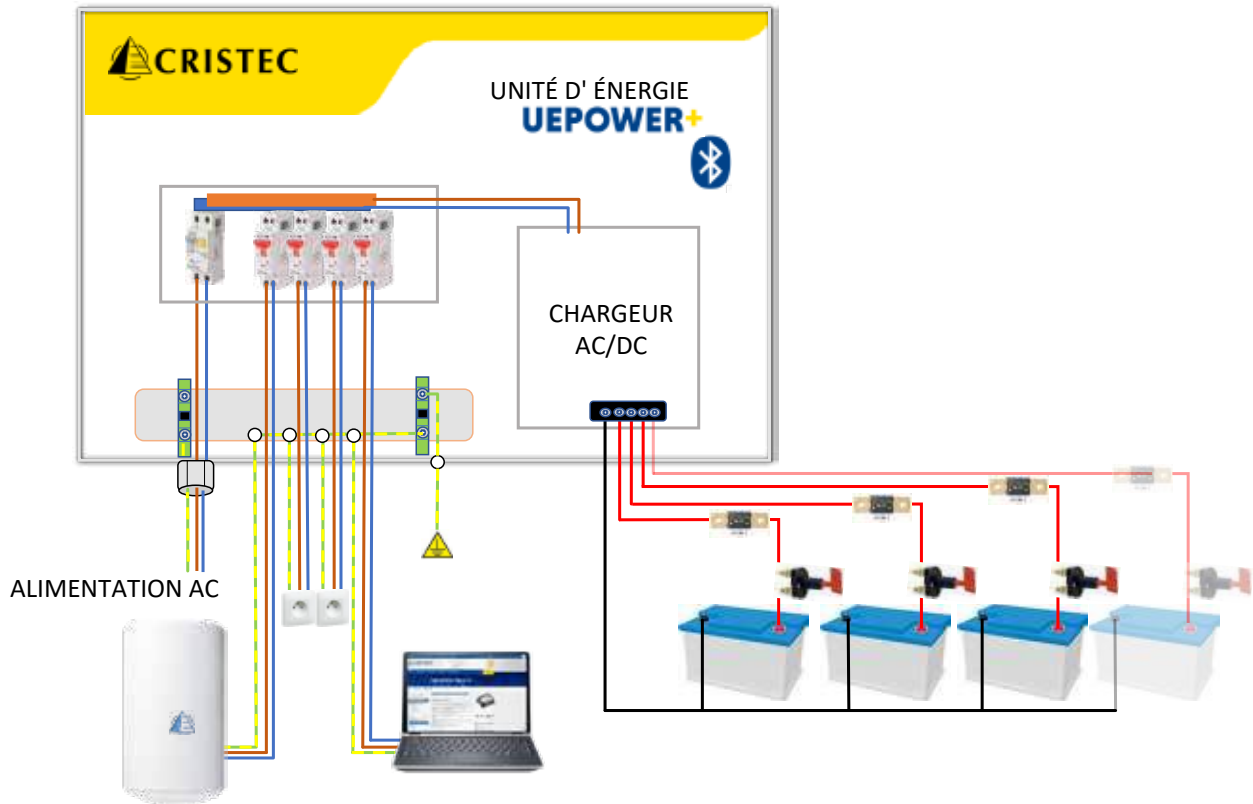 CRISTEC
UNITÉ D' ÉNERGIE
UEPOWER+
CHARGEUR
AC/DC
ALIMENTATION AC